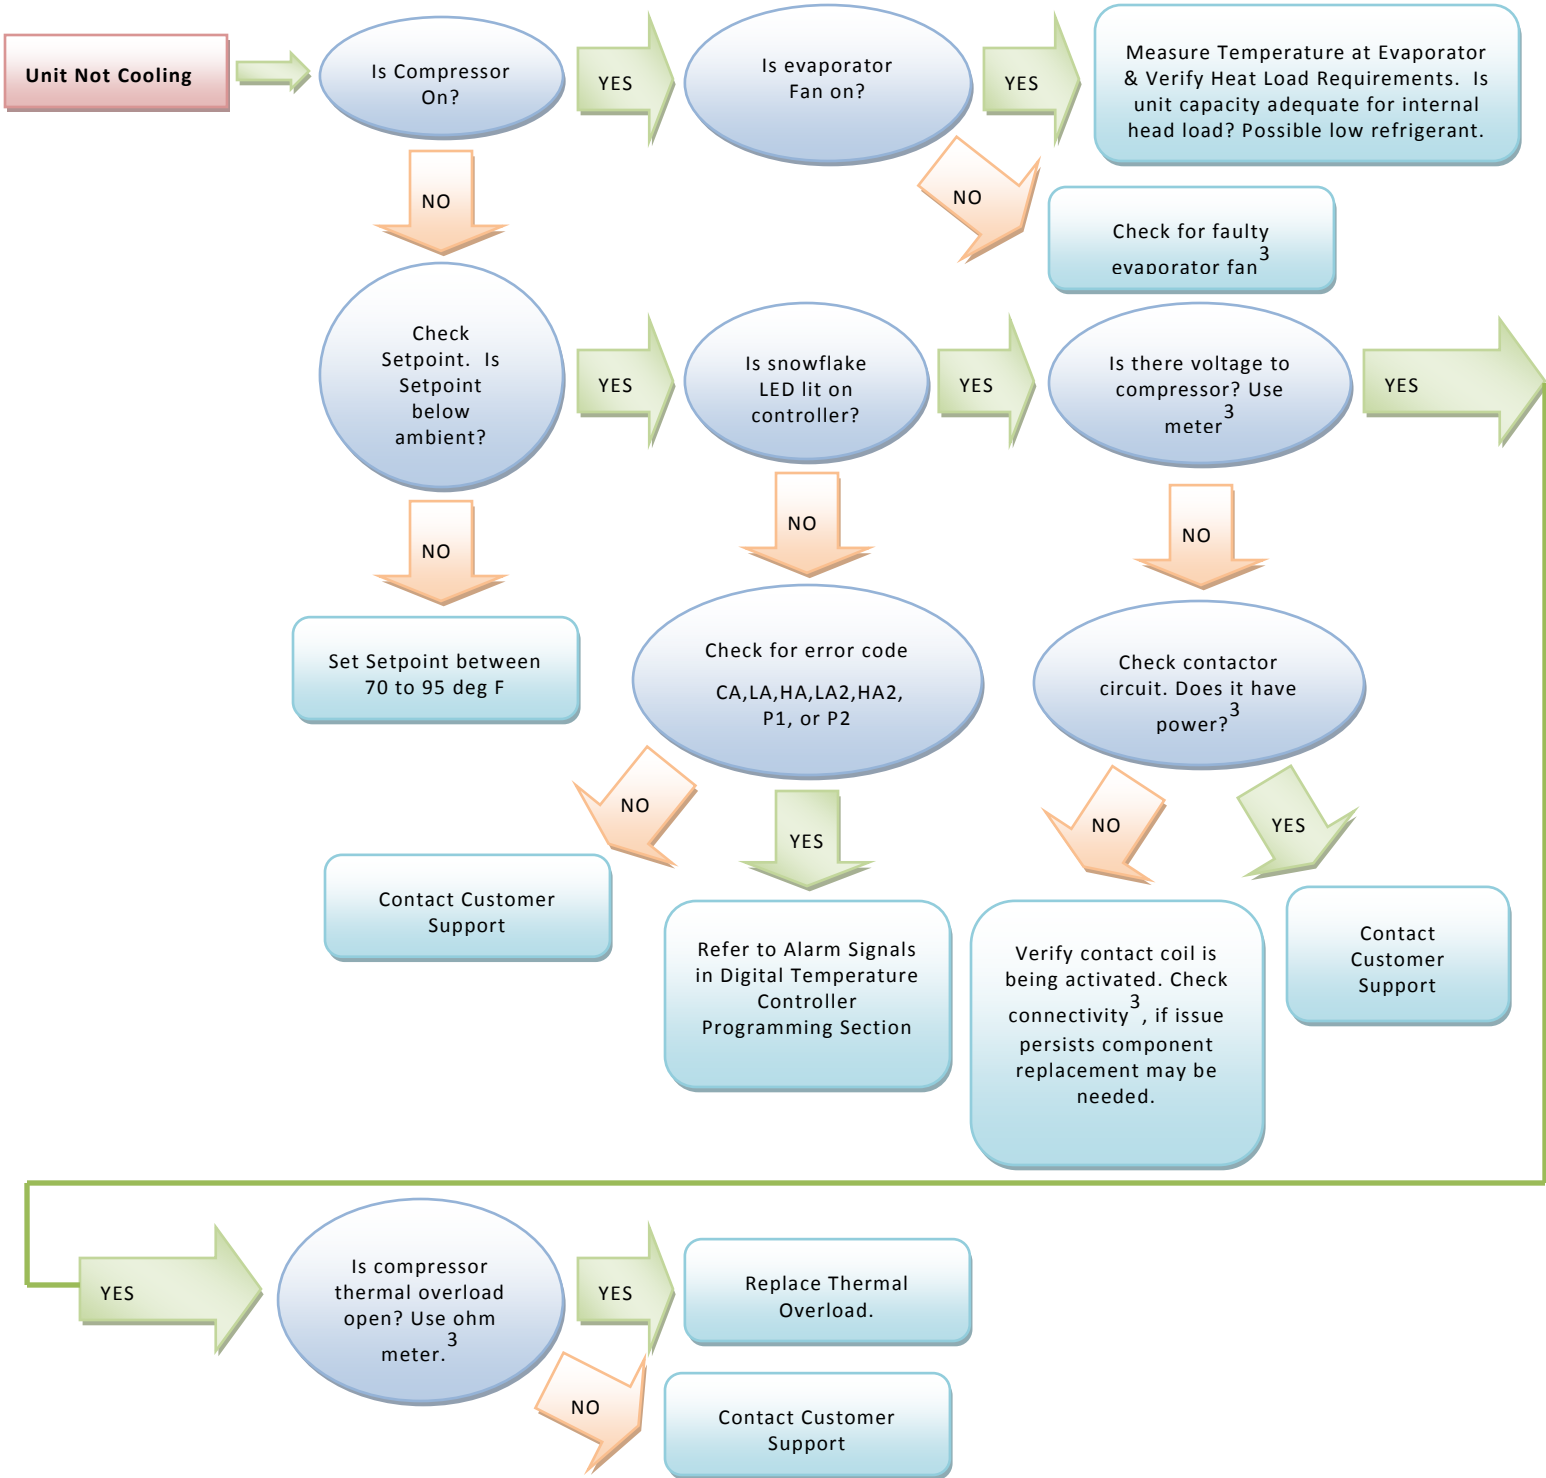 Unit Not Cooling
Is Compressor
On?
YES
Is evaporator
Fan on?
YES
Measure Temperature at Evaporator
& Verify Heat Load Requirements. Is
unit capacity adequate for internal
head load? Possible low refrigerant.
NO
NO
Check for faulty
evaporator fan3
Check
Setpoint. Is
Setpoint
below
ambient?
YES
Is snowflake
LED lit on
controller?
YES
Is there voltage to
compressor? Use
meter3
YES
NO
NO
NO
Set Setpoint between
70 to 95 deg F
Check for error code
CA,LA,HA,LA2,HA2,
P1, or P2
Check contactor
circuit. Does it have
power?3
NO
YES
NO
YES
Contact Customer
Support
Refer to Alarm Signals
in Digital Temperature
Controller
Programming Section
Verify contact coil is
being activated. Check
connectivity3, if issue
persists component
replacement may be
needed.
Contact
Customer
Support
YES
Is compressor
thermal overload
open? Use ohm
meter.3
YES
Replace Thermal
Overload.
NO
Contact Customer
Support